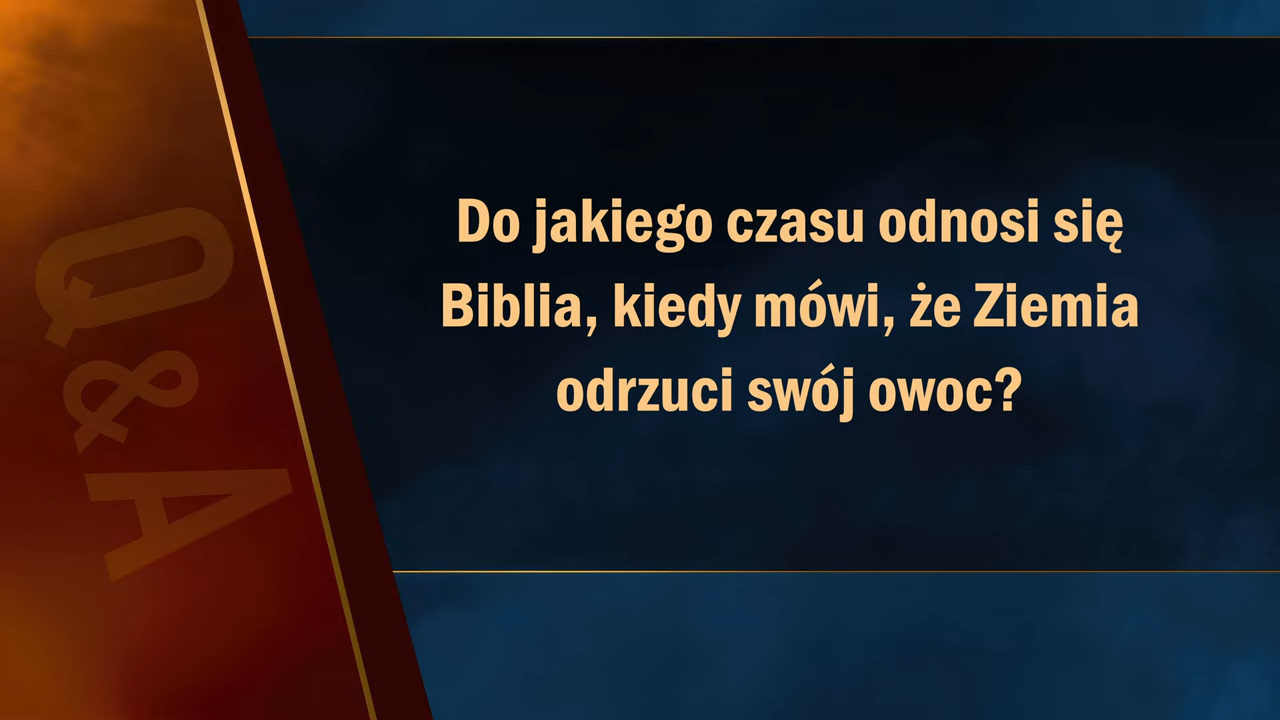 Q&A
Do jakiego czasu odnosi się
Biblia, kiedy mówi, że Ziemia
odrzuci swój owoc?